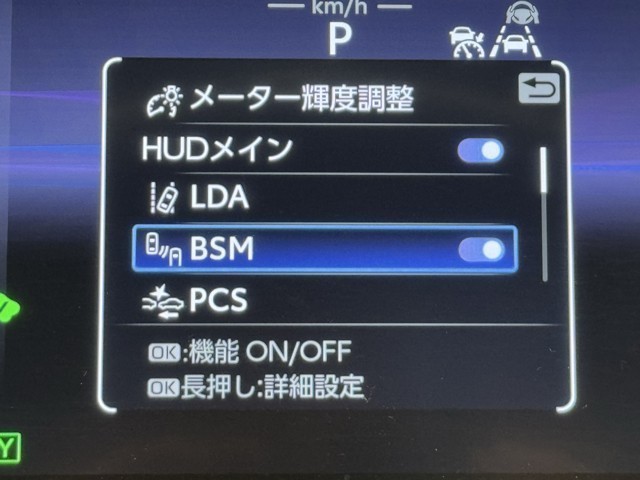 km/h
P
メーター輝度調整
HUDメイン
LDA
BSM
PCS
OK:機能 ON/OFF
OK長押し:詳細設定
Y